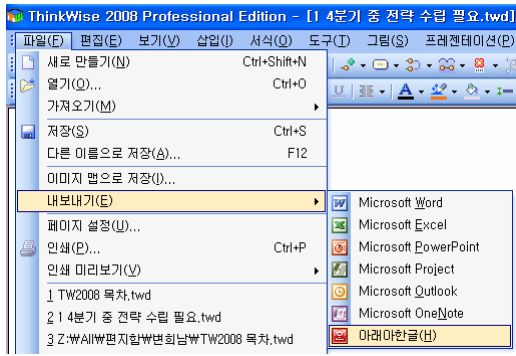 ThinkWise 2008 Professional Edition - [1 4분기 중 전략 수립 필요.twd]
파일(F) 편집(E) 보기(V) 삽입(I) 서식(O) 도구(T) 그림(S) 프레젠테이션(P)
새로 만들기(N) Ctrl+Shift+N
열기(O)... Ctrl+O
가져오기(M)
저장(S) Ctrl+S
다른 이름으로 저장(A)... F12
이미지 맵으로 저장(I)...
내보내기(E)
페이지 설정(U)...
인쇄(P)... Ctrl+P
인쇄 미리보기(V)
1 TW2008 목차.twd
2 1 4분기 중 전략 수립 필요.twd
3 Z:₩All₩편지함₩변희남₩TW2008 목차.twd
Microsoft Word
Microsoft Excel
Microsoft PowerPoint
Microsoft Project
Microsoft Outlook
Microsoft OneNote
아래아한글(H)